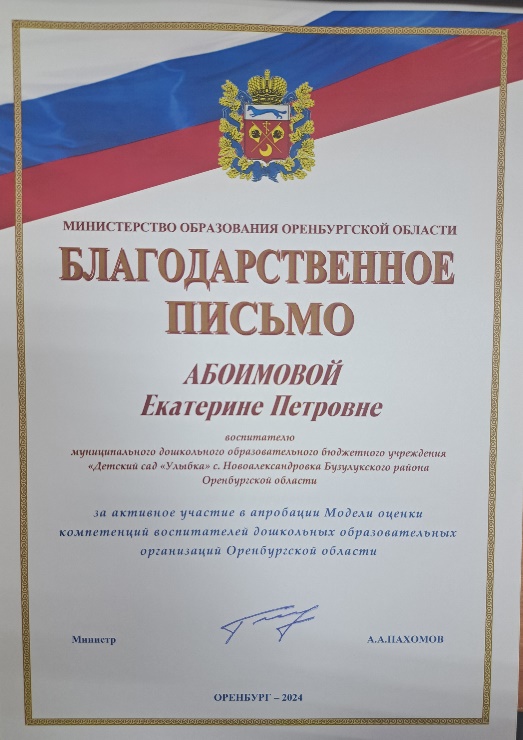 МИНИСТЕРСТВО ОБРАЗОВАНИЯ ОРЕНБУРГСКОЙ ОБЛАСТИ
БЛАГОДАРСТВЕННОЕ
ПИСЬМО
АБОИМОВОЙ
Екатерине Петровне
воспитателю
муниципального дошкольного образовательного бюджетного учреждения
«Детский сад «Улыбка» с. Новоалександровка Бузулукского района
Оренбургской области
за активное участие в апробации Модели оценки
компетенций воспитателей дошкольных образовательных
организаций Оренбургской области
Министр А.А.ПАХОМОВ
ОРЕНБУРГ – 2024